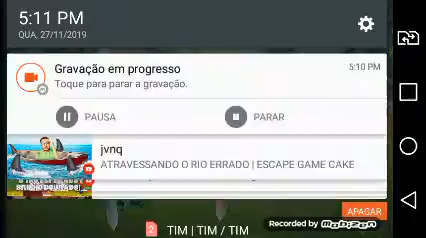 5:11 PM
QUA, 27/11/2019
Gravação em progresso
5:10 PM
Toque para parar a gravação.
PAUSA
PARAR
jvnq
ATRAVESSANDO O RIO ERRADO | ESCAPE GAME CAKE
APAGAR
2 TIM | TIM / TIM
Recorded by Mobizen